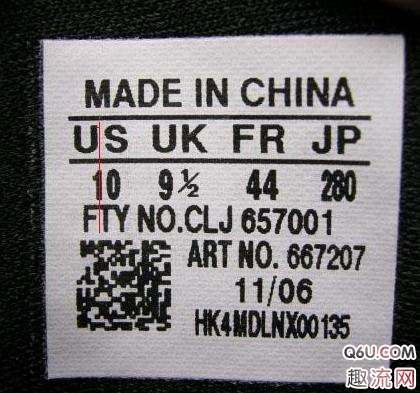 MADE IN CHINA
US UK FR JP
10 9½ 44 280
FTY NO.CLJ 657001
ART NO. 667207
11/06
HK4MDLNX00135
Q6U.COM
趣流网